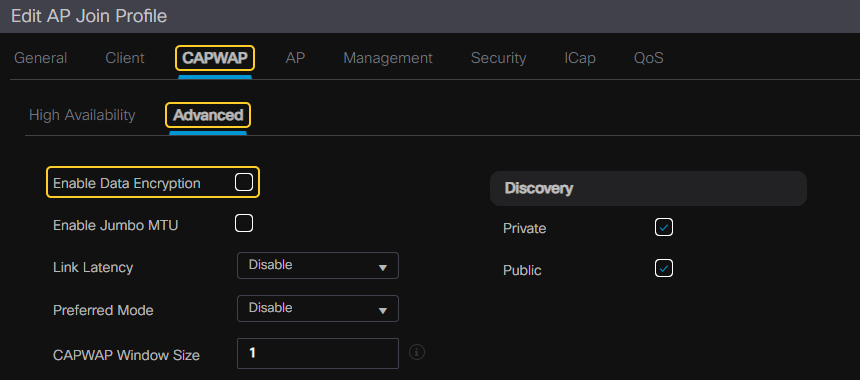 Edit AP Join Profile
General Client CAPWAP AP Management Security ICap QoS
High Availability Advanced
Enable Data Encryption
Discovery
Enable Jumbo MTU
Private
Link Latency Disable
Public
Preferred Mode Disable
CAPWAP Window Size 1